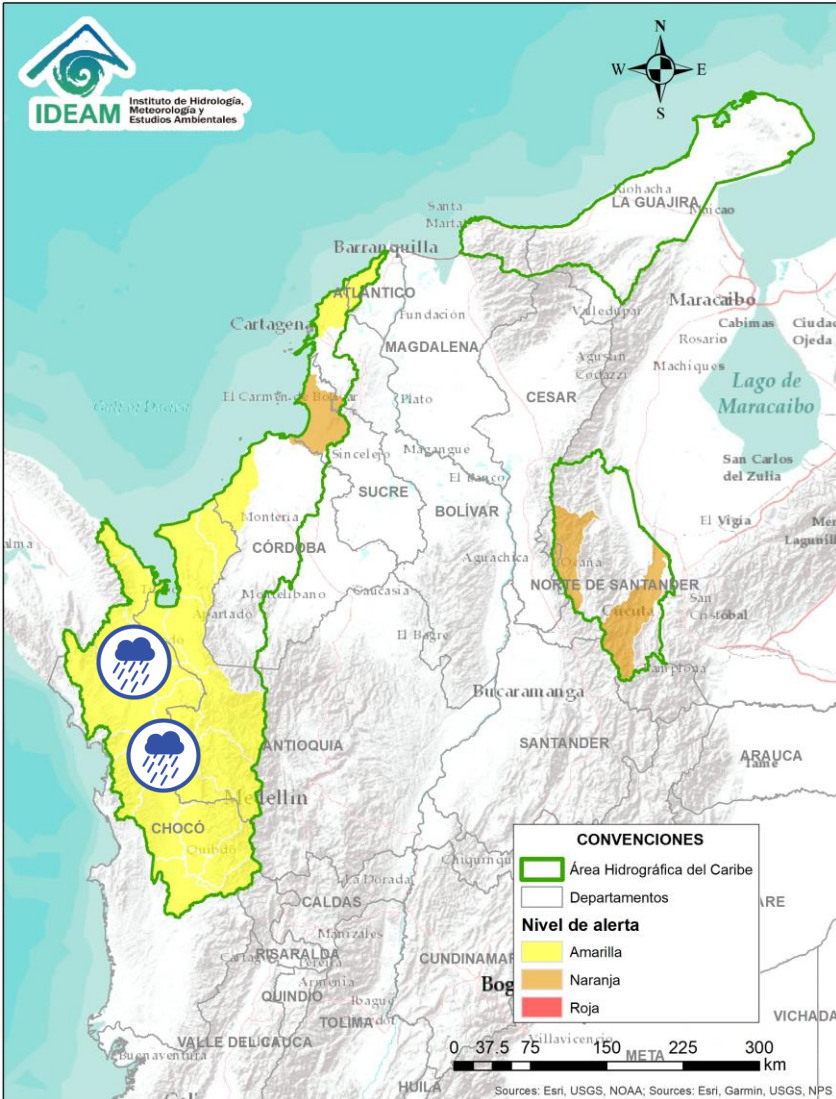 IDEAM
Instituto de Hidrología,
Meteorología y
Estudios Ambientales
N
W
E
S
Riohacha
LA GUAJIRA
Maicao
Santa
Marta
Barranquilla
ATLÁNTICO
Maracaibo
Cartagena
Fundación
Valledupar
Cabimas
Ciudad
Ojeda
Rosario
MAGDALENA
Agustín
Codazzi
Machiques
Lago de
Maracaibo
El Carmen de Bolívar
Plato
CESAR
San Carlos
del Zulia
Sincelejo
Magangué
El Banco
SUCRE
BOLÍVAR
El Vigía
Montería
CÓRDOBA
Aguachica
Ocaña
NORTE DE SANTANDER
Montelíbano
Caucasia
Apartadó
Cúcuta
San
Cristóbal
El Bagre
Pamplona
Bucaramanga
ANTIOQUIA
SANTANDER
ARAUCA
Tame
Medellín
CHOCÓ
Quibdó
La Dorada
CALDAS
Manizales
RISARALDA
Pereira
CUNDINAMAR
Armenia
QUINDÍO
Ibagué
TOLIMA
Bog
VICHADA
VALLE DEL CAUCA
Villavicencio
META
Buenaventura
HUILA
CONVENCIONES
Área Hidrográfica del Caribe
Departamentos
Nivel de alerta
Amarilla
Naranja
Roja
0 37.5 75 150 225 300
km
Sources: Esri, USGS, NOAA; Sources: Esri, Garmin, USGS, NPS